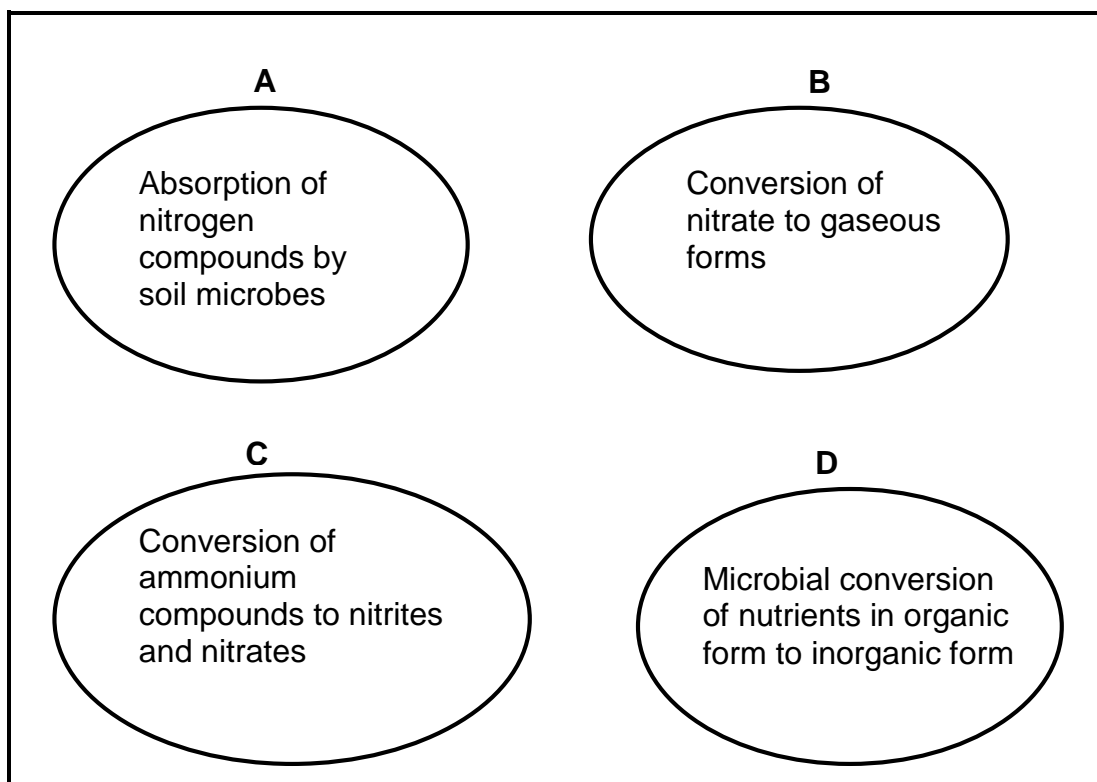 A
Absorption of
nitrogen
compounds by
soil microbes
B
Conversion of
nitrate to gaseous
forms
C
Conversion of
ammonium
compounds to nitrites
and nitrates
D
Microbial conversion
of nutrients in organic
form to inorganic form